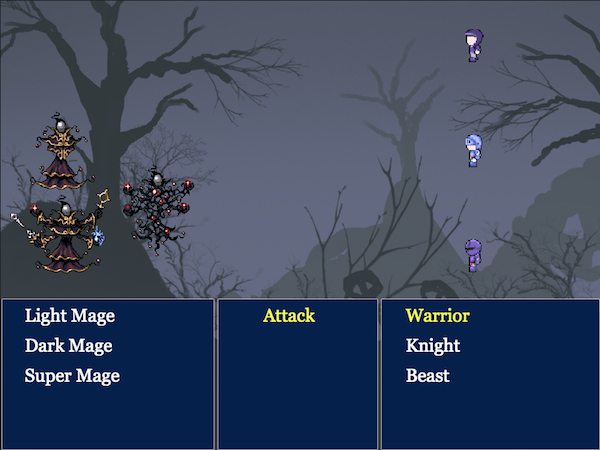 Light Mage
Dark Mage
Super Mage
Attack
Warrior
Knight
Beast